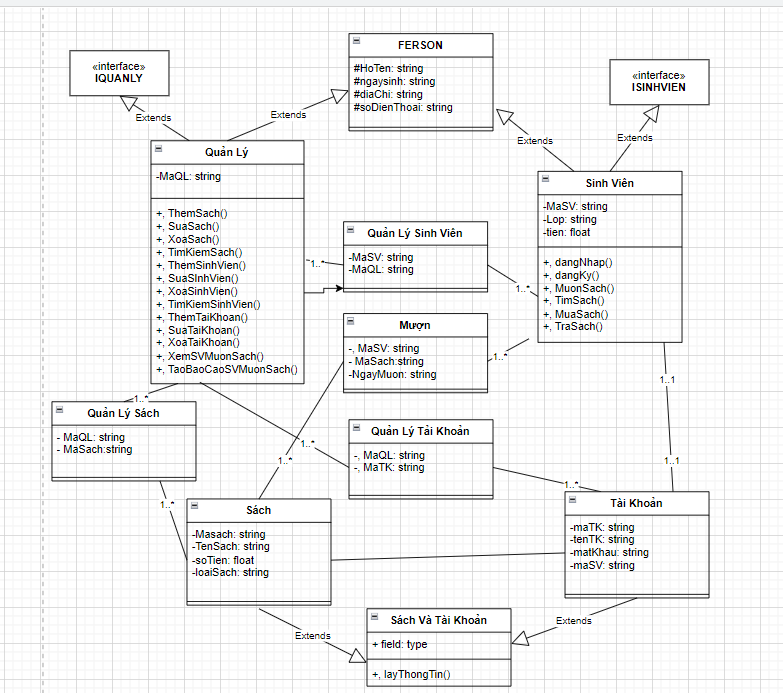 FERSON
#HoTen: string
#ngaysinh: string
#diaChi: string
#soDienThoai: string
«interface»
IQUANLY
«interface»
ISINHVIEN
Extends
Extends
Extends
Extends
Quản Lý
-MaQL: string
+, ThemSach()
+, SuaSach()
+, XoaSach()
+, TimKiemSach()
+, ThemSinhVien()
+, SuaSInhVien()
+, XoaSinhVien()
+, TimKiemSinhVien()
+, ThemTaiKhoan()
+, SuaTaiKhoan()
+, XoaTaiKhoan()
+, XemSVMuonSach()
+, TaoBaoCaoSVMuonSach()
Sinh Viên
-MaSV: string
-Lop: string
-tien: float
+, dangNhap()
+, dangKy()
+, MuonSach()
+, TimSach()
+, MuaSach()
+, TraSach()
Quản Lý Sinh Viên
-MaSV: string
-MaQL: string
1..*
1..*
Mượn
-, MaSV: string
- MaSach:string
-NgayMuon: string
1..*
1..1
1..*
Quản Lý Sách
- MaQL: string
- MaSach:string
Quản Lý Tải Khoản
-, MaQL: string
-, MaTK: string
1..*
1..*
1..1
1..*
1..*
Sách
-Masach: string
-TenSach: string
-soTien: float
-loaiSach: string
Tài Khoản
-maTK: string
-tenTK: string
-matKhau: string
-maSV: string
Extends
Extends
Sách Và Tài Khoản
+ field: type
+, layThongTin()